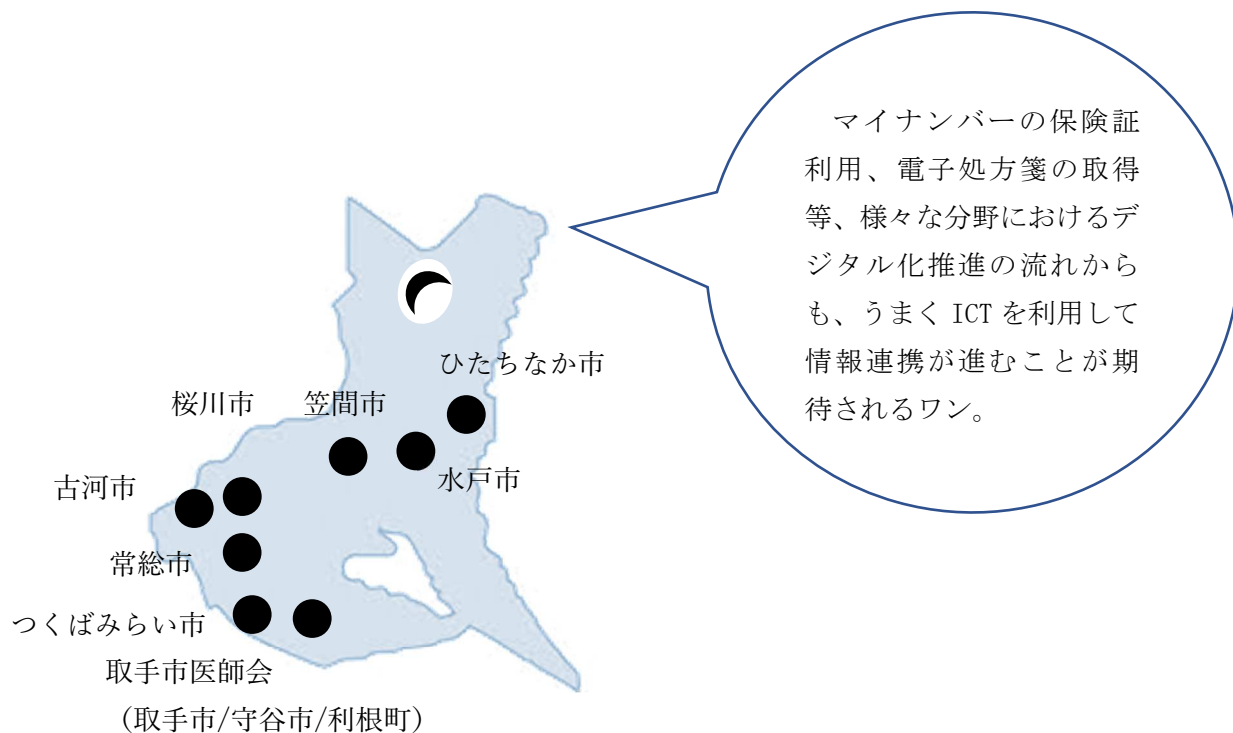 マイナンバーの保険証
利用、電子処方箋の取得
等、様々な分野におけるデ
ジタル化推進の流れから
も、うまく ICT を利用して
情報連携が進むことが期
待されるワン。
ひたちなか市
桜川市
笠間市
水戸市
古河市
常総市
つくばみらい市
取手市医師会
（取手市/守谷市/利根町）